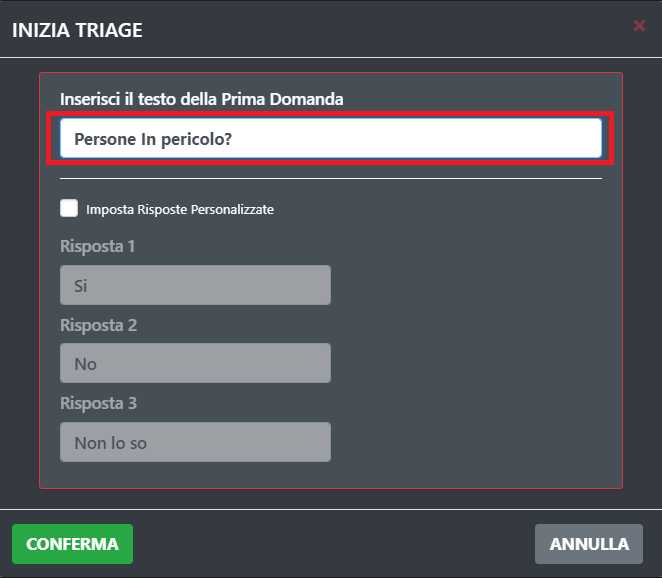 INIZIA TRIAGE
Inserisci il testo della Prima Domanda
Persone In pericolo?
Imposta Risposte Personalizzate
Risposta 1
Si
Risposta 2
No
Risposta 3
Non lo so
CONFERMA
ANNULLA